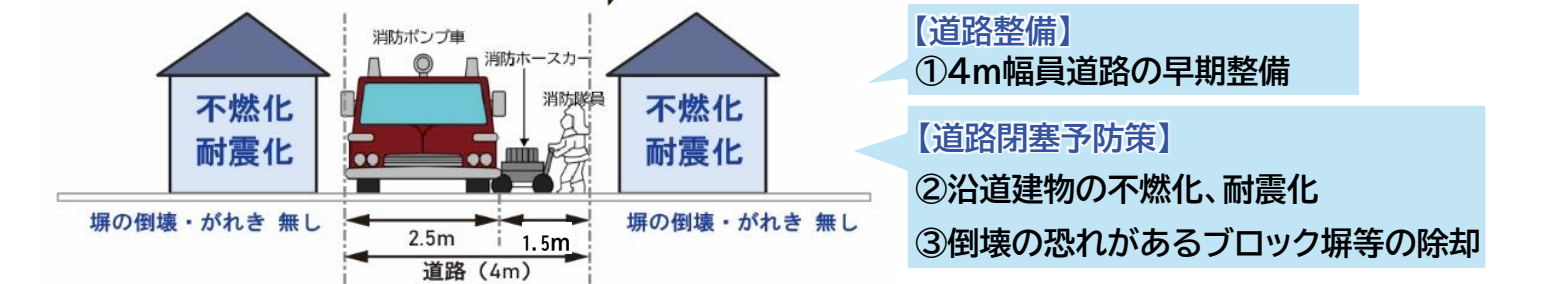 消防ポンプ車
消防ホースカー
消防隊員
不燃化
耐震化
不燃化
耐震化
塀の倒壊・がれき 無し
塀の倒壊・がれき 無し
2.5m
1.5m
道路（4m）
【道路整備】
①4m幅員道路の早期整備
【道路閉塞予防策】
②沿道建物の不燃化、耐震化
③倒壊の恐れがあるブロック塀等の除却